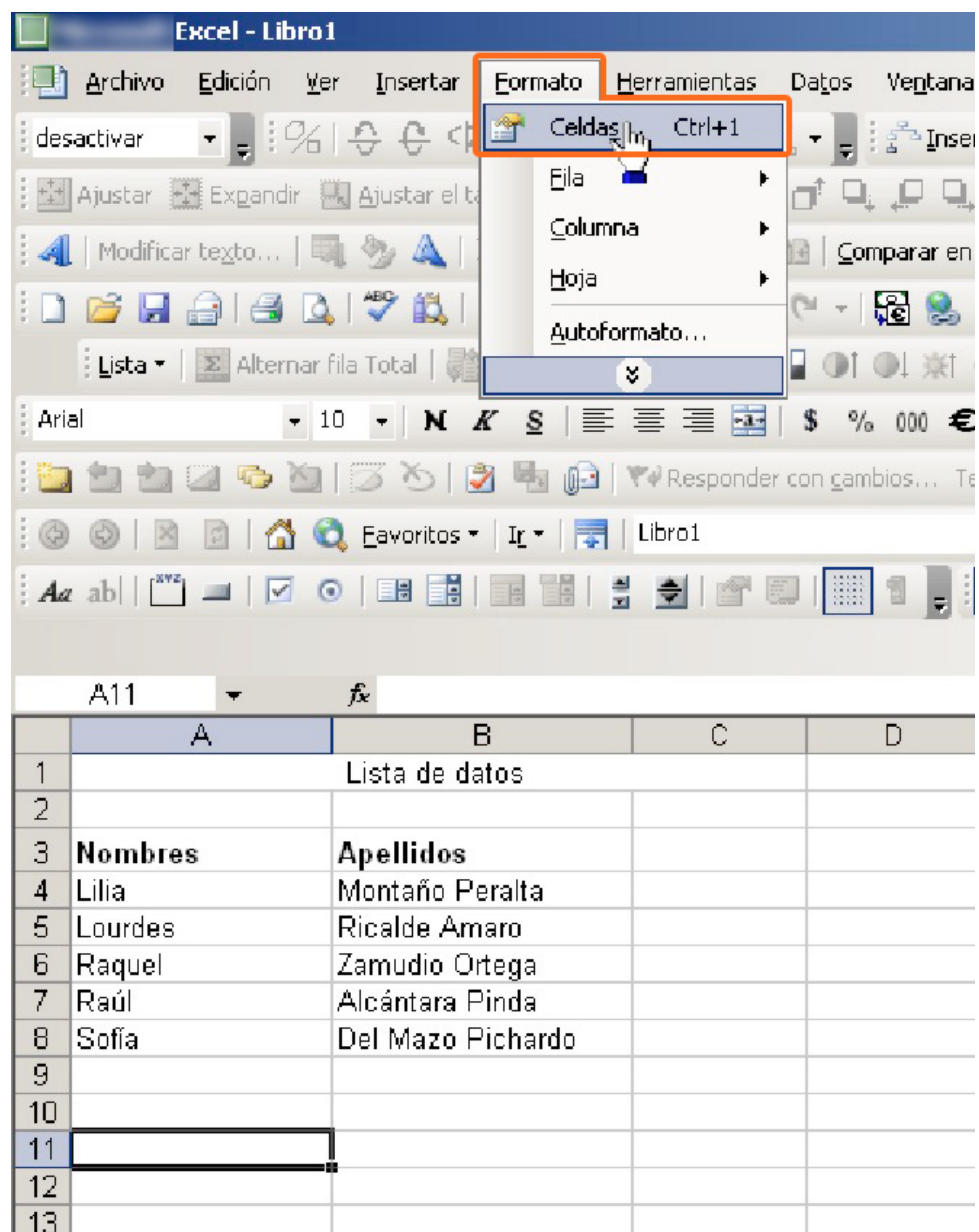 Excel - Libro1
Archivo Edición Ver Insertar Formato Herramientas Datos Ventana
desactivar Celdas Ctrl+1
Fila
Ajustar Expandir Ajustar el
Columna
Modificar texto... Comparar en
Hoja
Autoformato...
Lista Alternar fila Total
Arial 10 N K S $ % 000 €
Responder con cambios...
Favoritos Ir Libro1
Aa ab XYZ
A11 fx
A B C D
1 Lista de datos
2
3 Nombres Apellidos
4 Lilia Montaño Peralta
5 Lourdes Ricalde Amaro
6 Raquel Zamudio Ortega
7 Raúl Alcántara Pinda
8 Sofía Del Mazo Pichardo
9
10
11
12
13